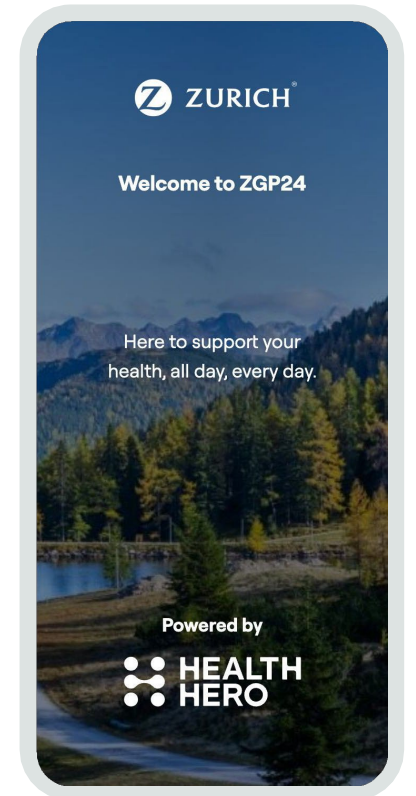 ZURICH®
Welcome to ZGP24
Here to support your
health, all day, every day.
Powered by
HEALTH
HERO